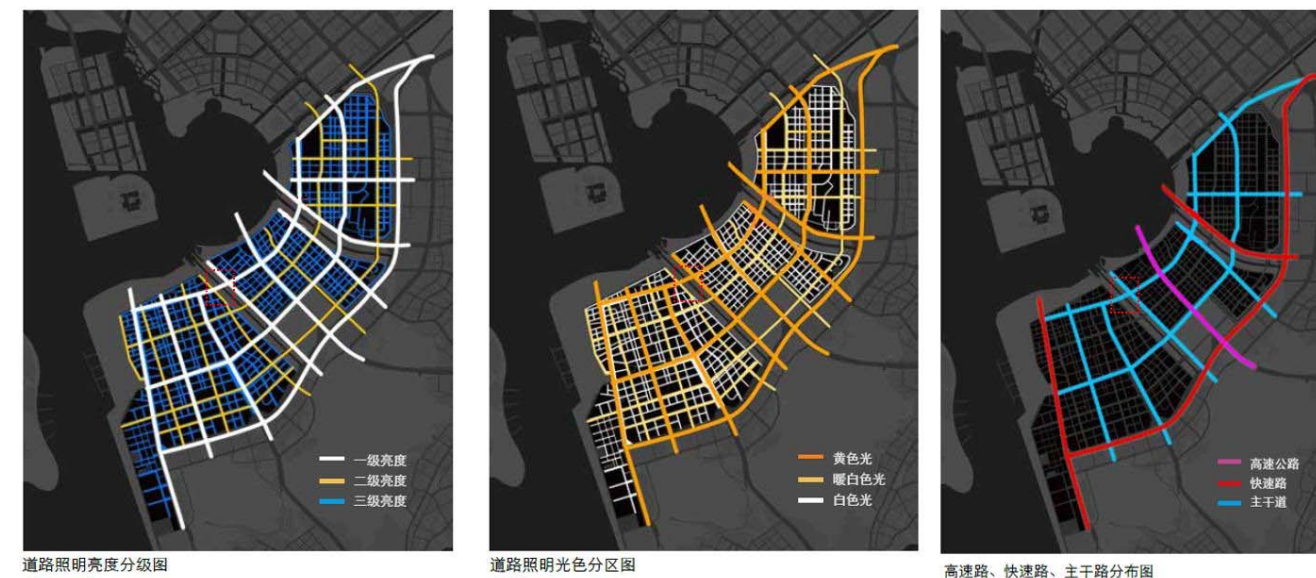 一级亮度
二级亮度
三级亮度
道路照明亮度分级图
黄色光
暖白色光
白色光
道路照明光色分区图
高速公路
快速路
主干道
高速路、快速路、主干路分布图